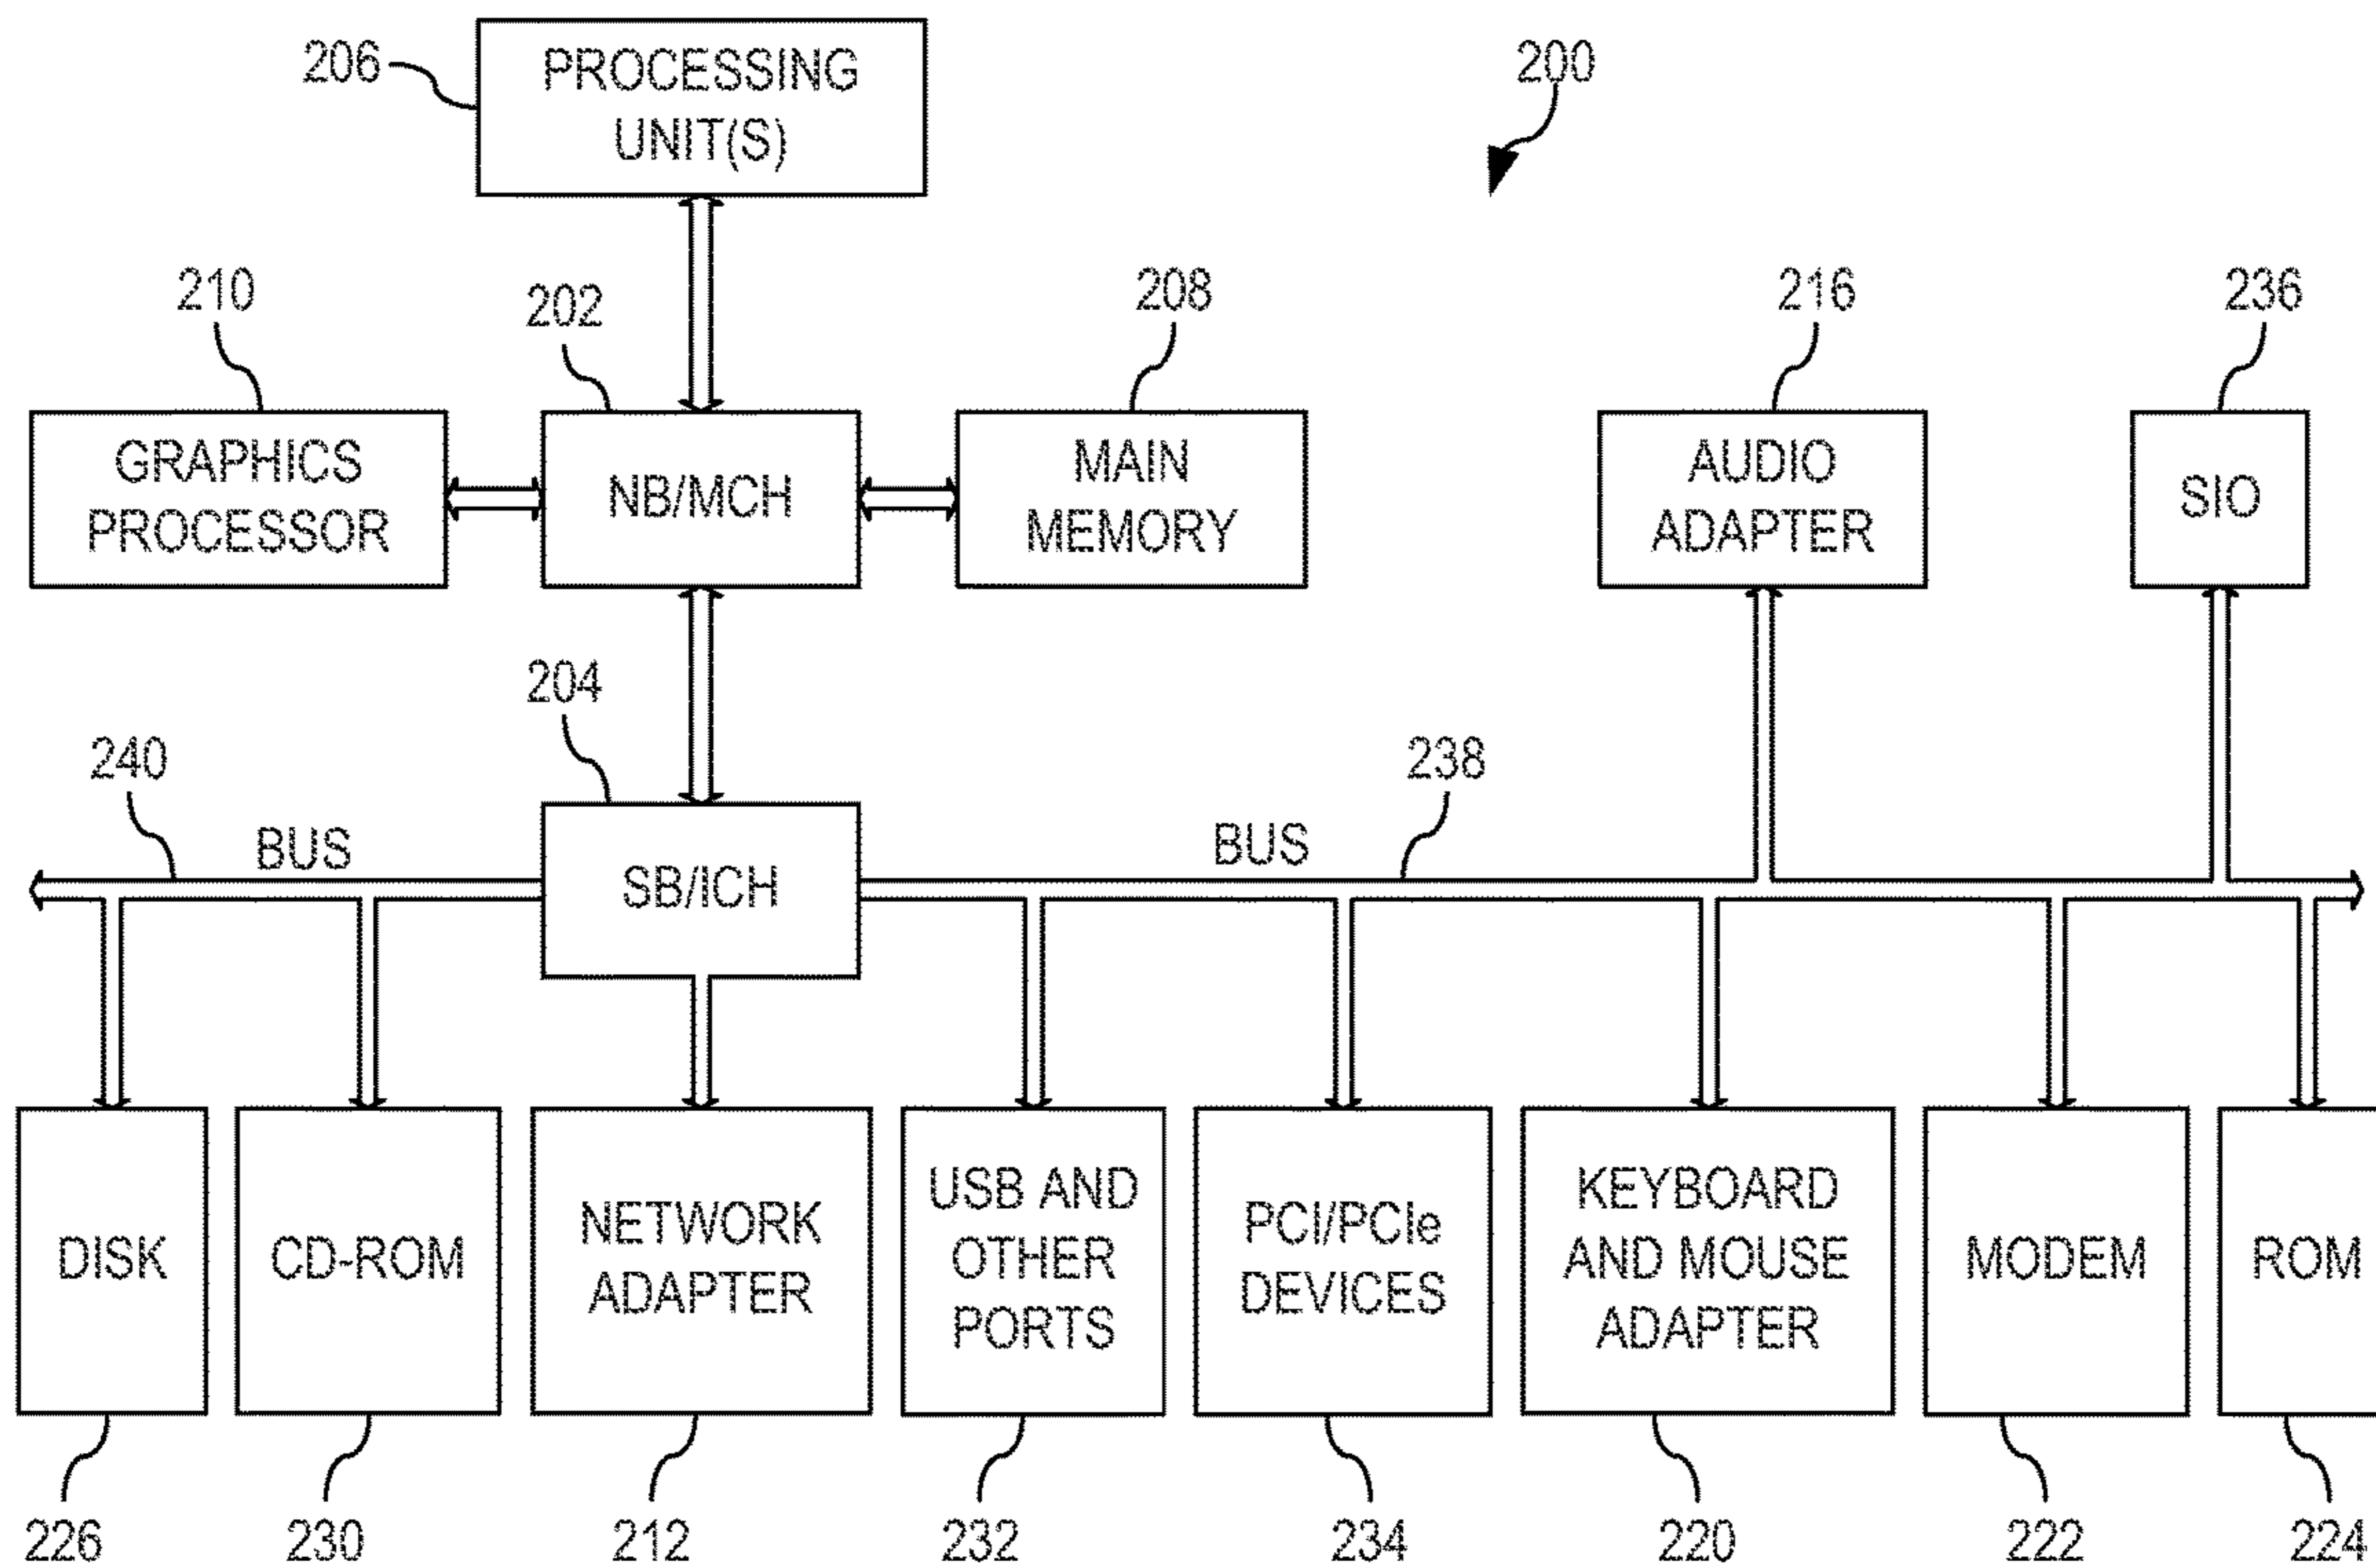 206
PROCESSING
UNIT(S)
200
210
202
208
216
236
GRAPHICS
PROCESSOR
NB/MCH
MAIN
MEMORY
AUDIO
ADAPTER
SIO
204
240
238
BUS
BUS
SB/ICH
DISK
CD-ROM
NETWORK
ADAPTER
USB AND
OTHER
PORTS
PCI/PCIe
DEVICES
KEYBOARD
AND MOUSE
ADAPTER
MODEM
ROM
226
230
212
232
234
220
222
224